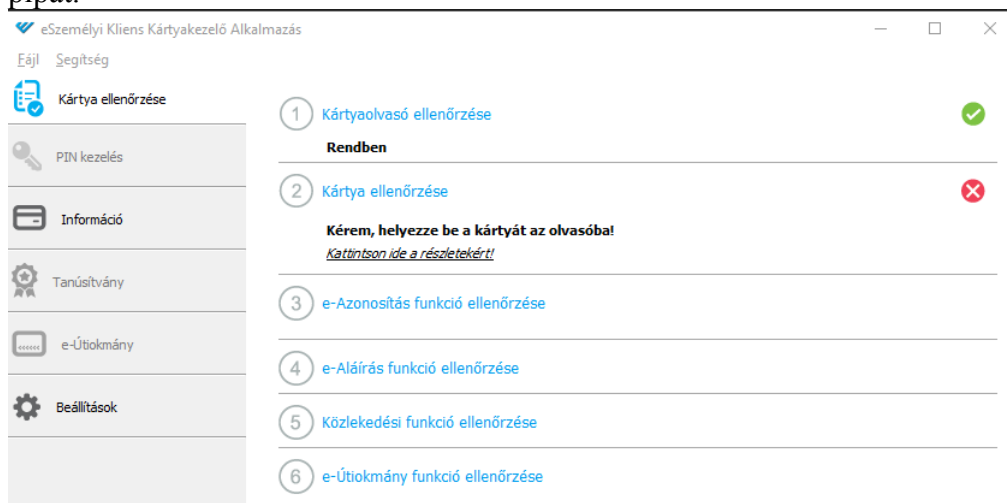 pipát.
eSzemélyi Kliens Kártyakezelő Alkalmazás
Fájl Segítség
Kártya ellenőrzése
PIN kezelés
Információ
Tanúsítvány
e-Útiokmány
Beállítások
1 Kártyaolvasó ellenőrzése
Rendben
2 Kártya ellenőrzése
Kérem, helyezze be a kártyát az olvasóba!
Kattintson ide a részletekért!
3 e-Azonosítás funkció ellenőrzése
4 e-Aláírás funkció ellenőrzése
5 Közlekedési funkció ellenőrzése
6 e-Útiokmány funkció ellenőrzése